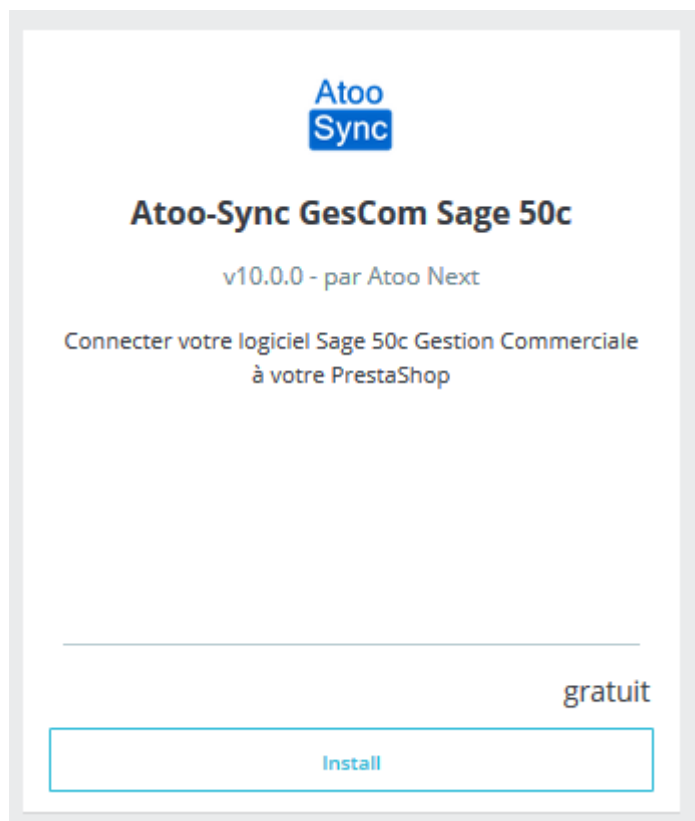 Atoo
Sync
Atoo-Sync GesCom Sage 50c
v10.0.0 - par Atoo Next
Connecter votre logiciel Sage 50c Gestion Commerciale
à votre PrestaShop
gratuit
Install